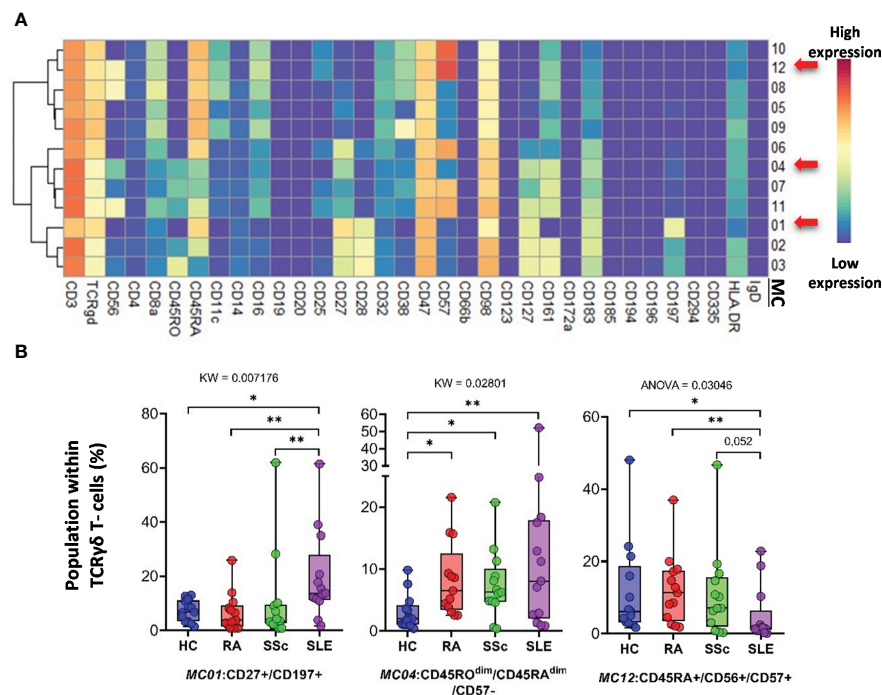 A
High
expression
10
12
08
05
09
06
04
07
11
01
02
03
MC
Low
expression
CD3
TCRgd
CD56
CD4
CD8a
CD45RO
CD45RA
CD11c
CD14
CD16
CD19
CD20
CD25
CD27
CD28
CD32
CD38
CD47
CD57
CD66b
CD98
CD123
CD127
CD161
CD172a
CD183
CD185
CD194
CD196
CD197
CD294
CD335
HLA.DR
IgD
B
Population within
TCRγδ T- cells (%)
KW = 0.007176
*
**
**
80
60
40
20
0
HC RA SSc SLE
MC01:CD27+/CD197+
KW = 0.02801
**
*
*
60
50
40
30
20
10
0
HC RA SSc SLE
MC04:CD45ROdim/CD45RAdim
/CD57-
ANOVA = 0.03046
*
**
0,052
60
40
20
0
HC RA SSc SLE
MC12:CD45RA+/CD56+/CD57+